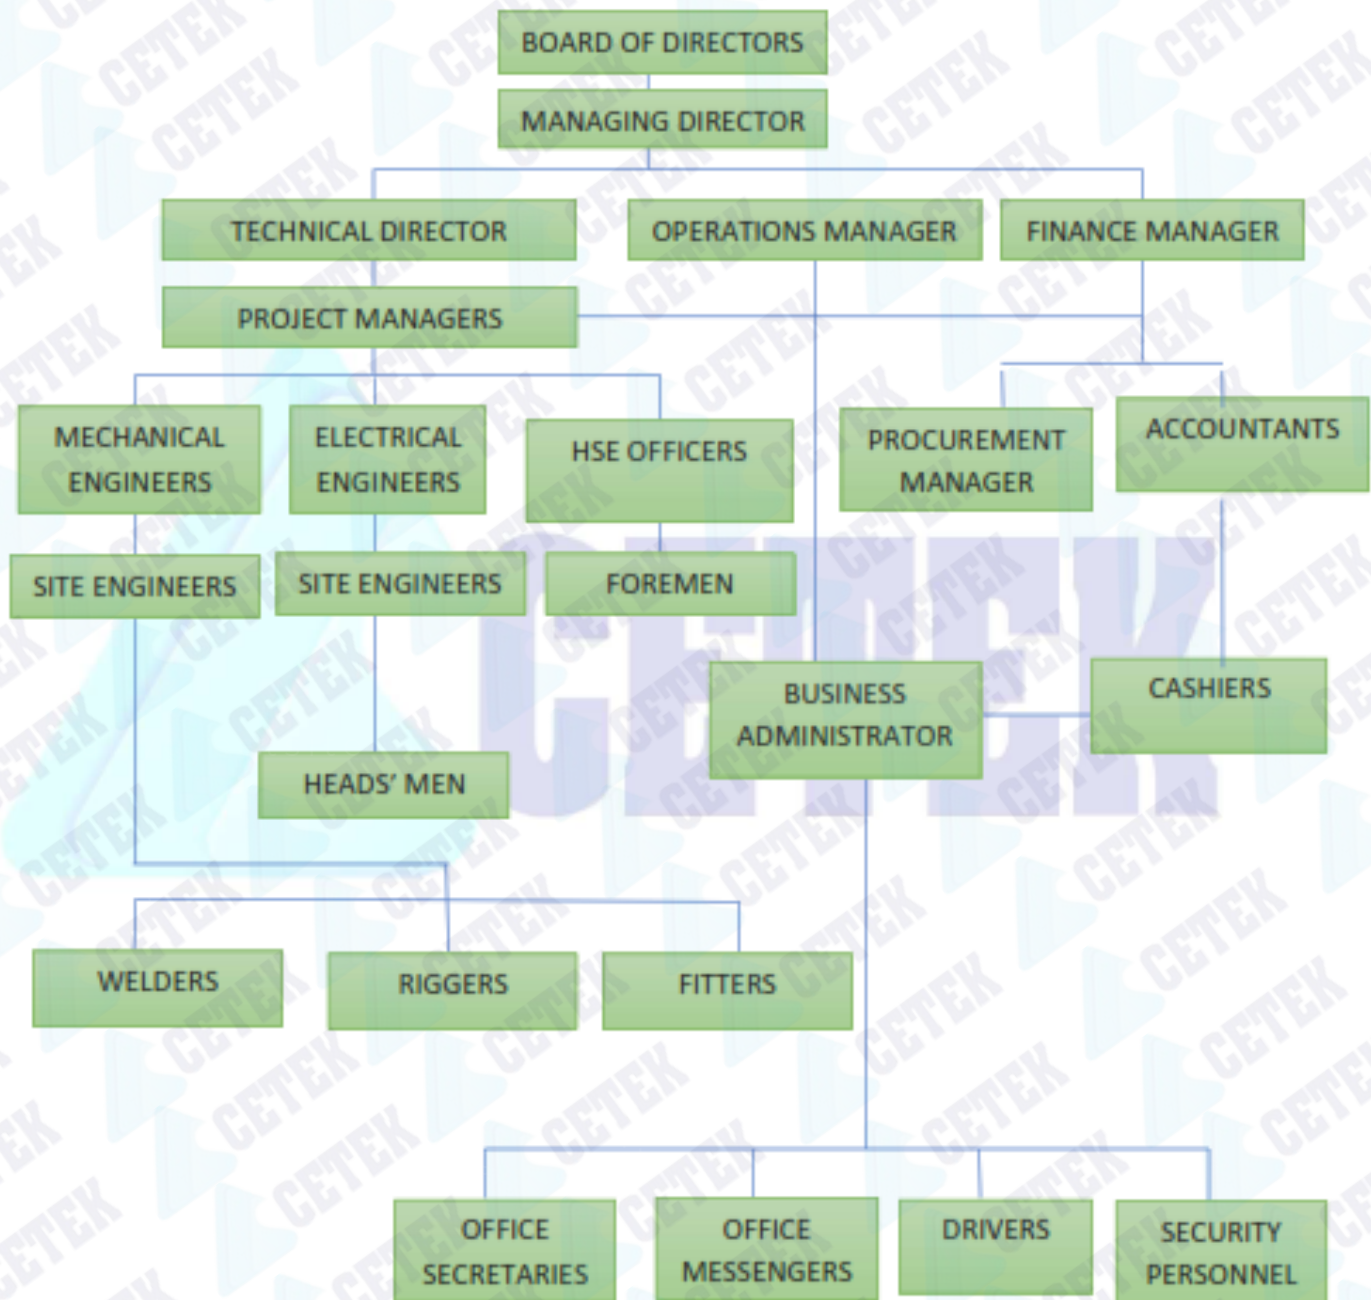 BOARD OF DIRECTORS
MANAGING DIRECTOR
TECHNICAL DIRECTOR
OPERATIONS MANAGER
FINANCE MANAGER
PROJECT MANAGERS
MECHANICAL
ENGINEERS
ELECTRICAL
ENGINEERS
HSE OFFICERS
PROCUREMENT
MANAGER
ACCOUNTANTS
SITE ENGINEERS
SITE ENGINEERS
FOREMEN
BUSINESS
ADMINISTRATOR
CASHIERS
HEADS' MEN
WELDERS
RIGGERS
FITTERS
OFFICE
SECRETARIES
OFFICE
MESSENGERS
DRIVERS
SECURITY
PERSONNEL
CETEK